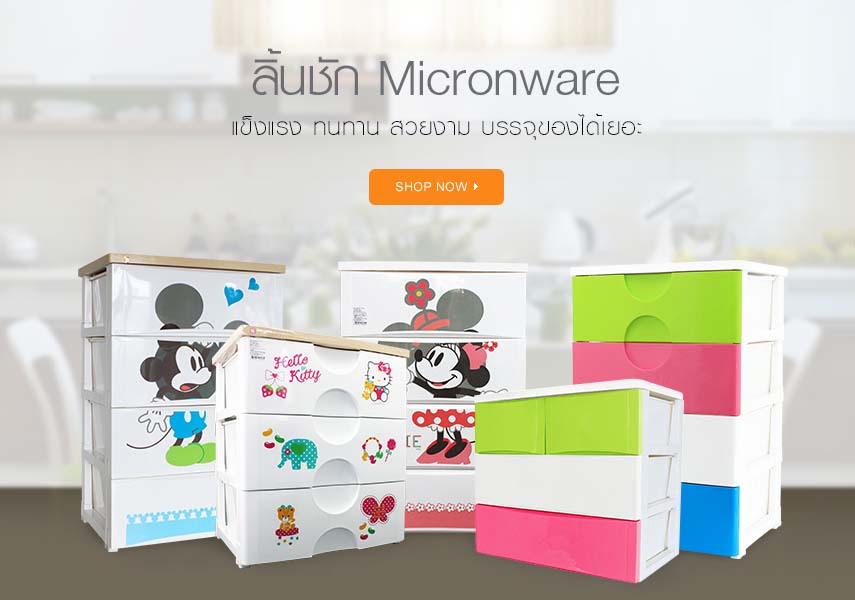 ลิ้นชัก Micronware
แข็งแรง ทนทาน สวยงาม บรรจุของได้เยอะ
SHOP NOW
Hello
Kitty